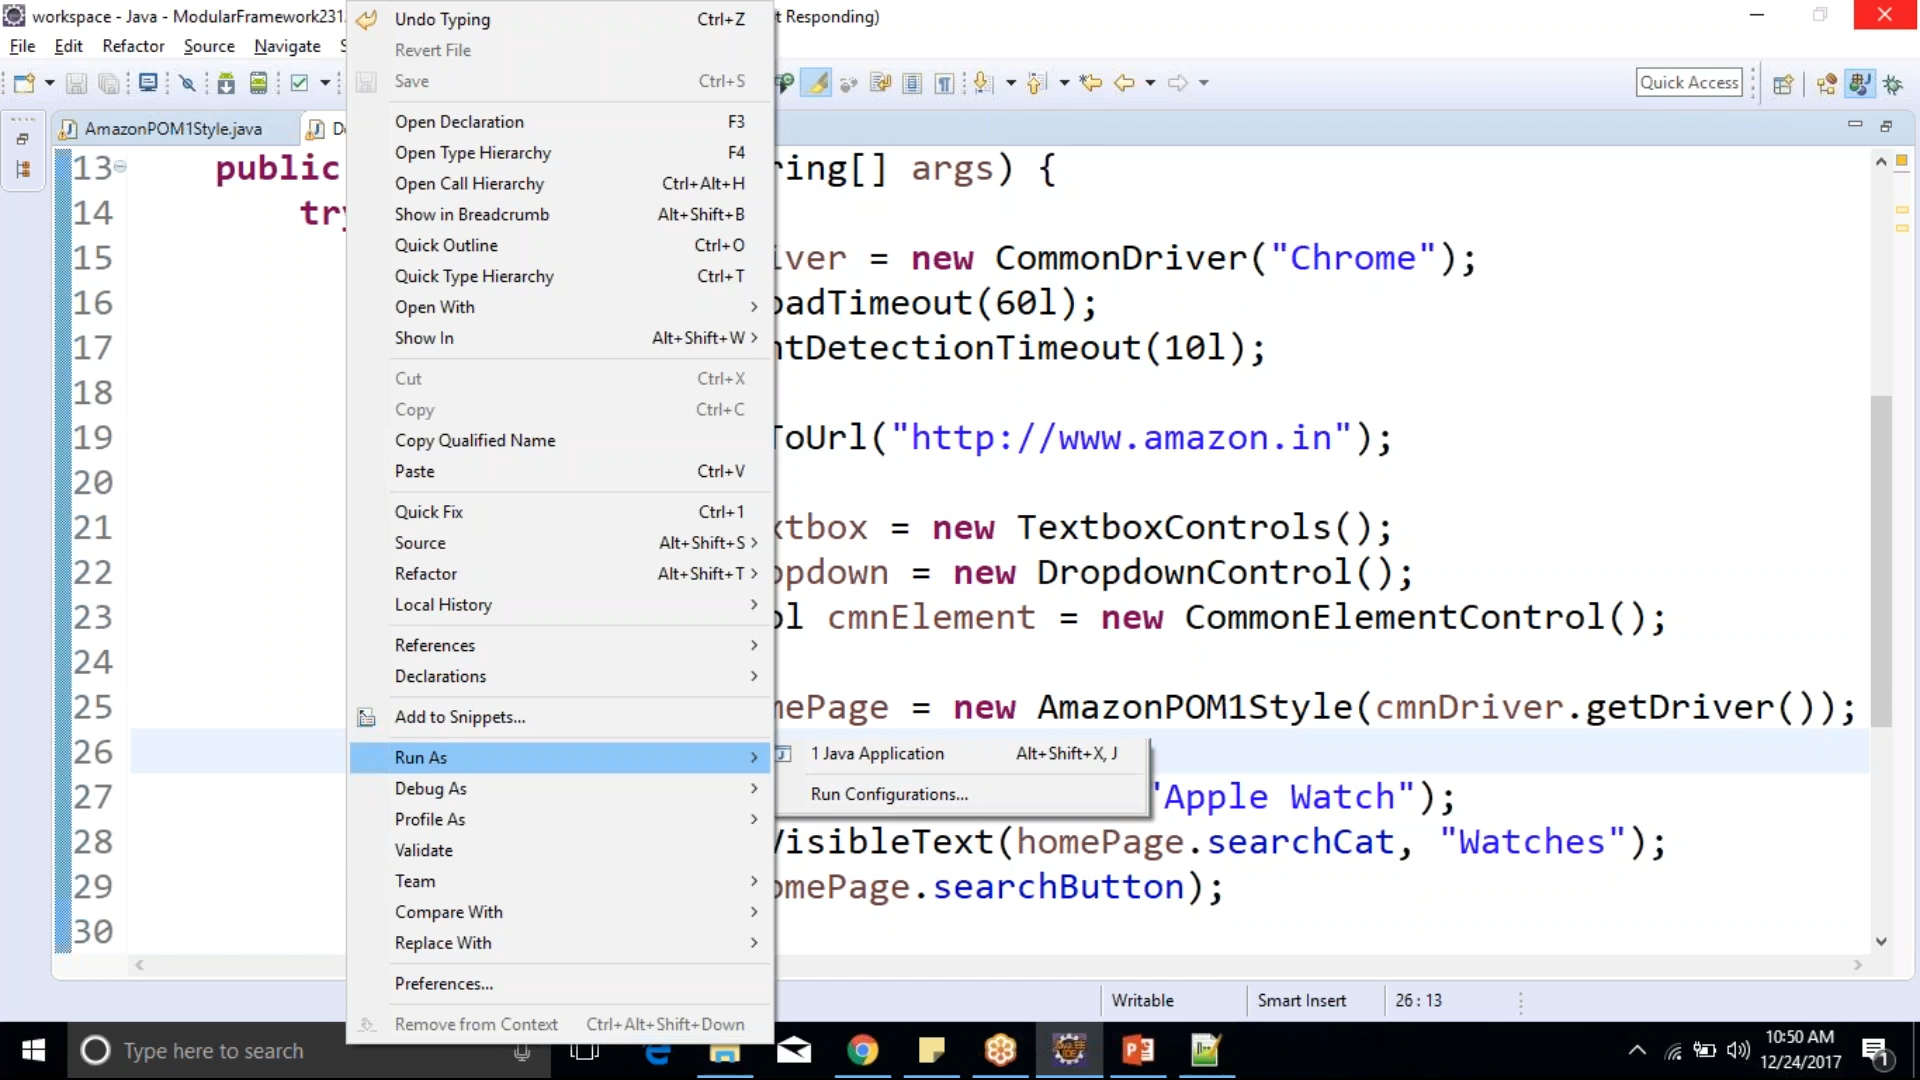 workspace - Java - ModularFramework231
t Responding)
File Edit Refactor Source Navigate
Quick Access
AmazonPOM1Style.java
13 public
ring[] args) {
14 try
15
iver = new CommonDriver("Chrome");
16
oadTimeout(60l);
17
ntDetectionTimeout(10l);
18
19
ToUrl("http://www.amazon.in");
20
21
xtbox = new TextboxControls();
22
opdown = new DropdownControl();
23
ol cmnElement = new CommonElementControl();
24
25
mePage = new AmazonPOM1Style(cmnDriver.getDriver());
26
27
"Apple Watch");
28
VisibleText(homePage.searchCat, "Watches");
29
omePage.searchButton);
30
Undo Typing Ctrl+Z
Revert File
Save Ctrl+S
Open Declaration F3
Open Type Hierarchy F4
Open Call Hierarchy Ctrl+Alt+H
Show in Breadcrumb Alt+Shift+B
Quick Outline Ctrl+O
Quick Type Hierarchy Ctrl+T
Open With
Show In Alt+Shift+W
Cut Ctrl+X
Copy Ctrl+C
Copy Qualified Name
Paste Ctrl+V
Quick Fix Ctrl+1
Source Alt+Shift+S
Refactor Alt+Shift+T
Local History
References
Declarations
Add to Snippets...
Run As
Debug As
Profile As
Validate
Team
Compare With
Replace With
Preferences...
Remove from Context Ctrl+Alt+Shift+Down
1 Java Application Alt+Shift+X, J
Run Configurations...
Writable Smart Insert 26 : 13
Type here to search
10:50 AM
12/24/2017
1